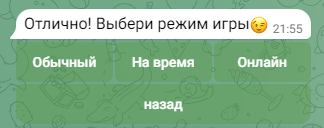 Отлично! Выбери режим игры😉 21:55
Обычный На время Онлайн
назад